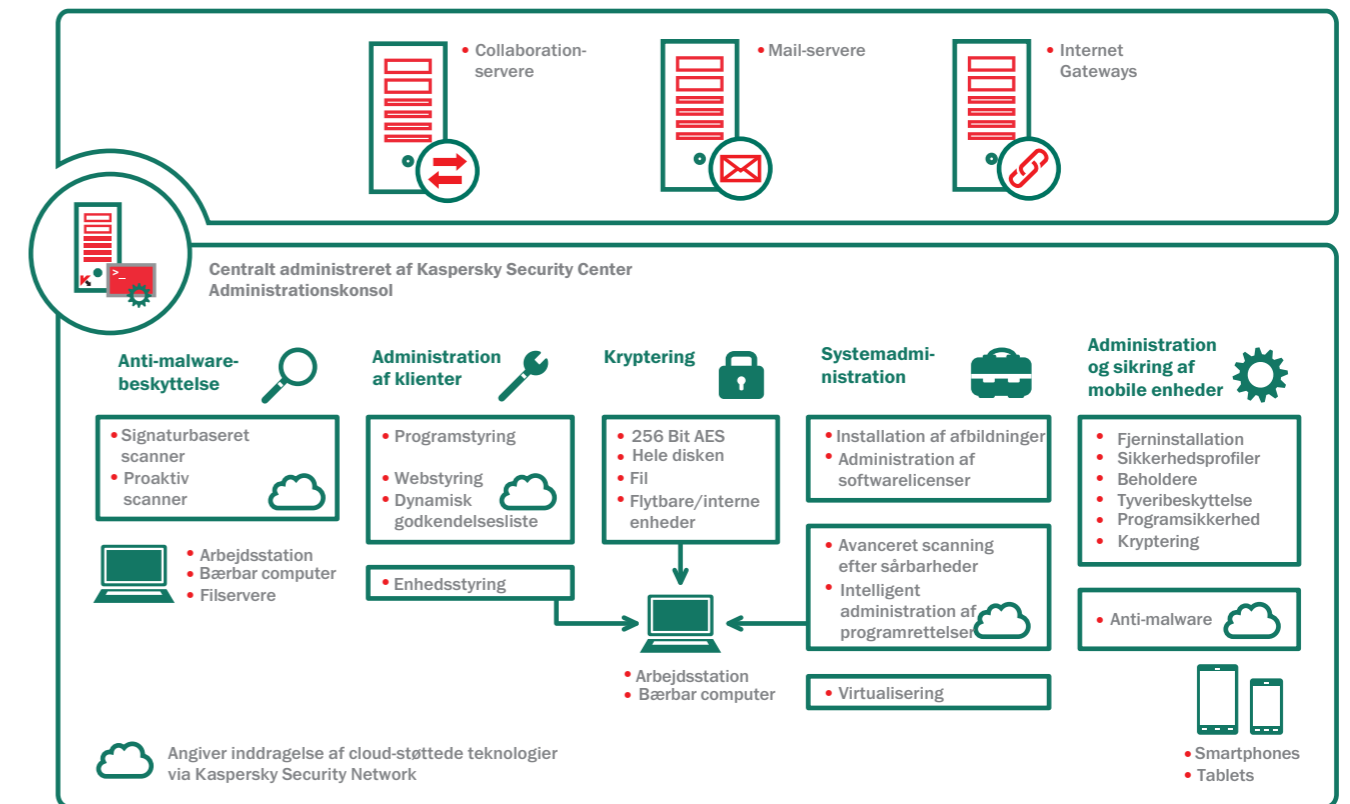 • Collaboration-
servere
• Mail-servere
• Internet
Gateways
>_
Centralt administreret af Kaspersky Security Center
Administrationskonsol
Anti-malware-
beskyttelse
• Signaturbaseret
scanner
• Proaktiv
scanner
• Arbejdsstation
• Bærbar computer
• Filservere
Administration
af klienter
• Programstyring
• Webstyring
• Dynamisk
godkendelsesliste
• Enhedsstyring
Kryptering
• 256 Bit AES
• Hele disken
• Fil
• Flytbare/interne
enheder
• Arbejdsstation
• Bærbar computer
Systemadmi-
nistration
• Installation af afbildninger
• Administration af
softwarelicenser
• Avanceret scanning
efter sårbarheder
• Intelligent
administration af
programrettelser
• Virtualisering
Administration
og sikring af
mobile enheder
• Fjerninstallation
• Sikkerhedsprofiler
• Beholdere
• Tyveribeskyttelse
• Programsikkerhed
• Kryptering
• Anti-malware
• Smartphones
• Tablets
Angiver inddragelse af cloud-støttede teknologier
via Kaspersky Security Network